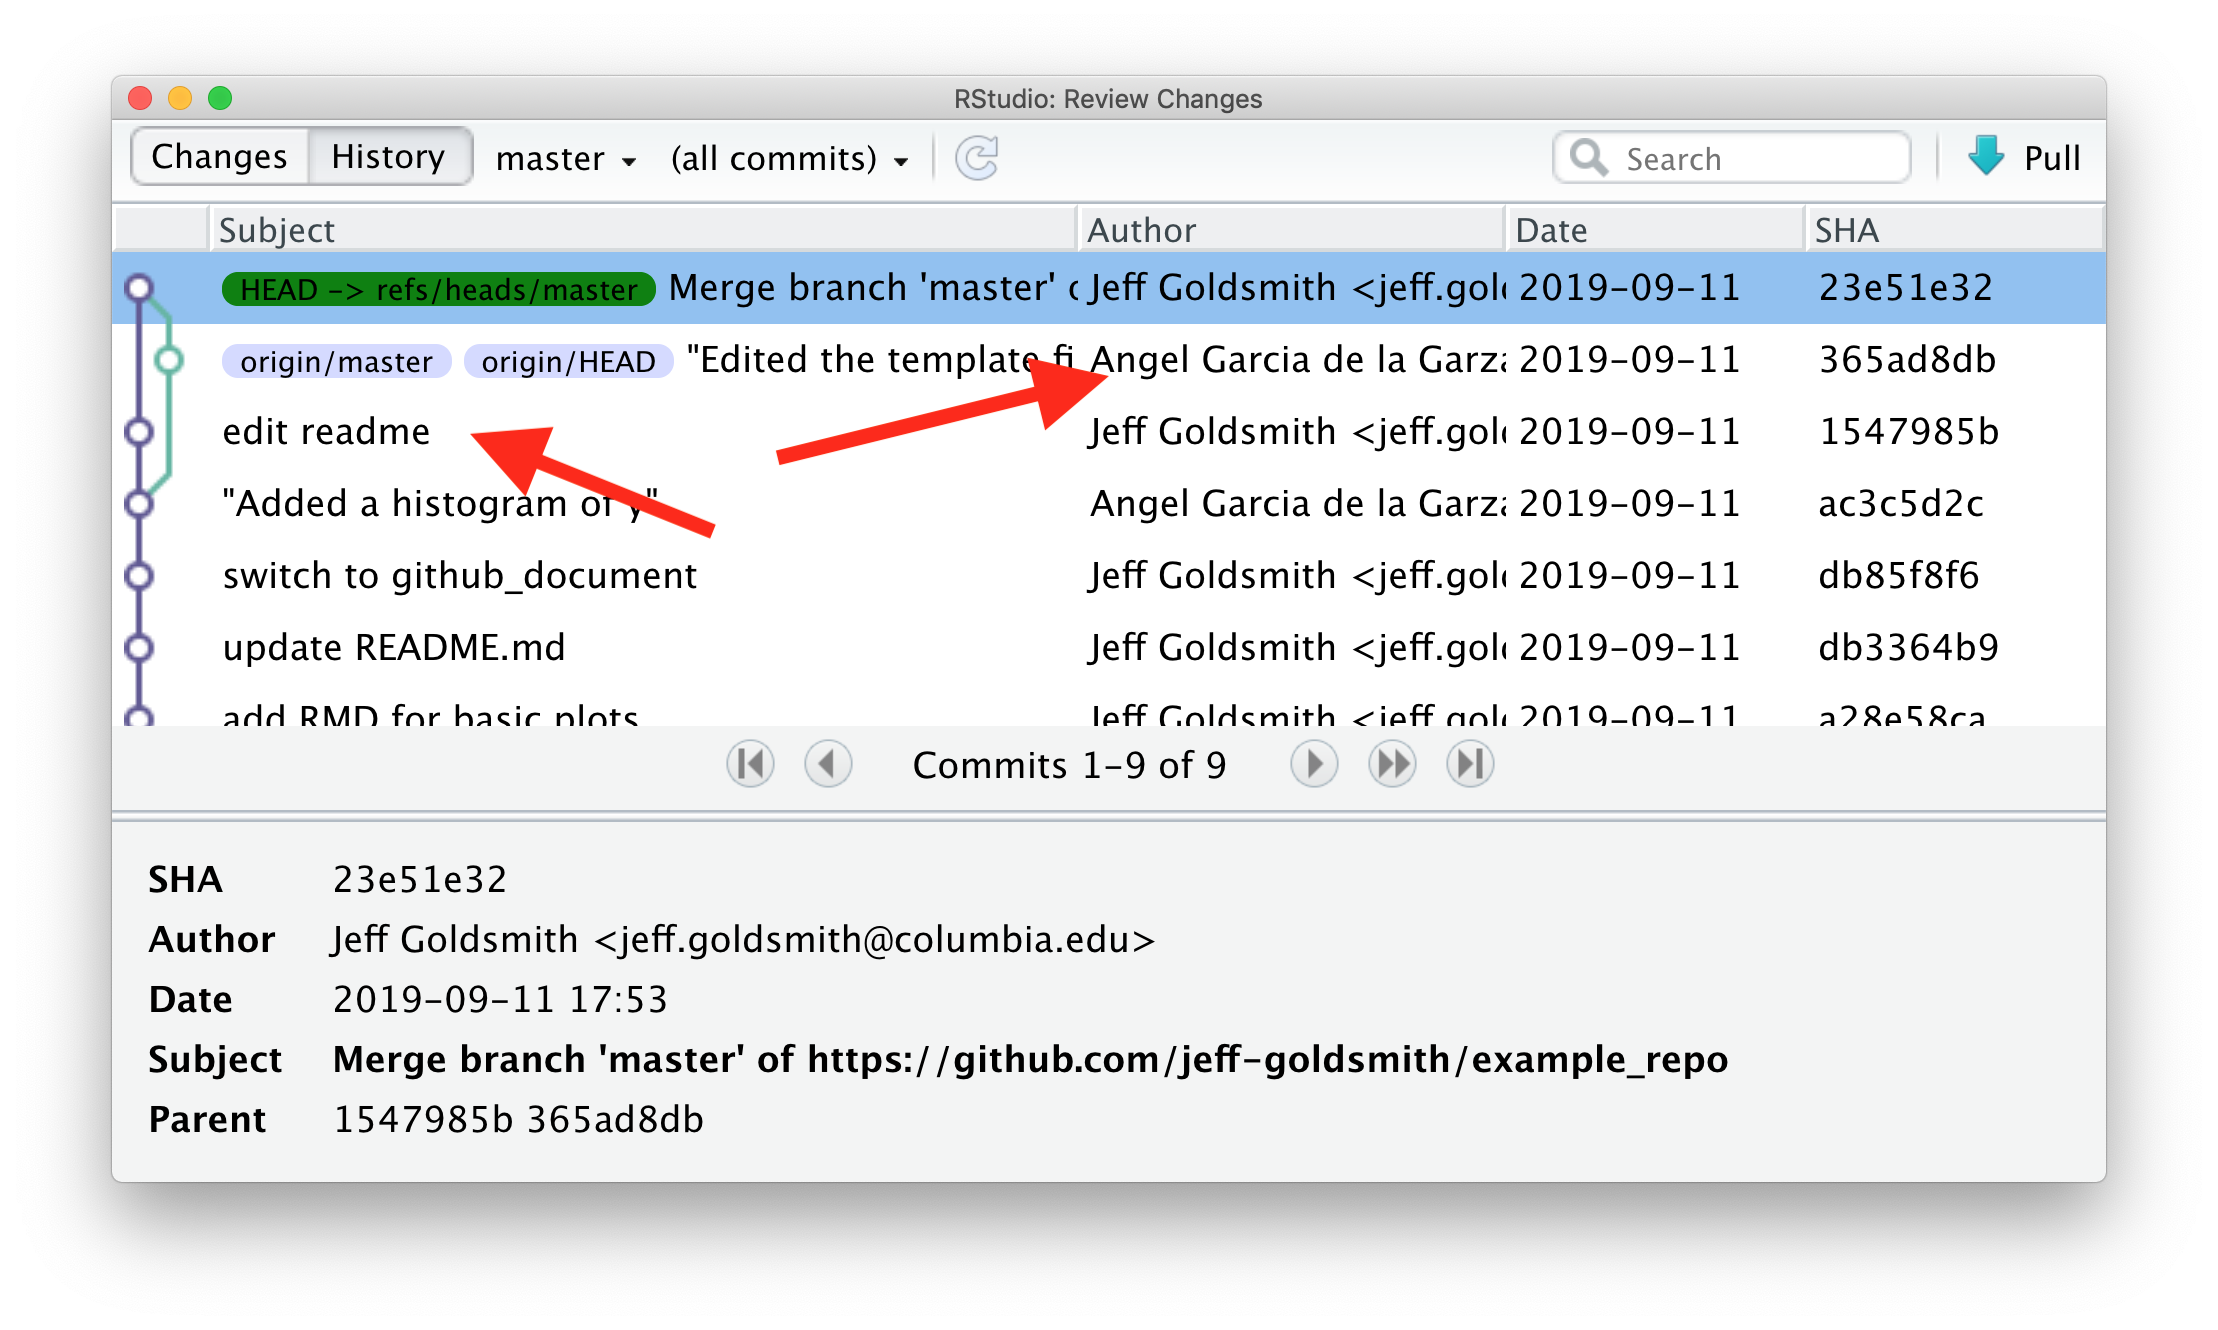 RStudio: Review Changes
Changes History master (all commits) Search Pull
Subject Author Date SHA
HEAD -> refs/heads/master Merge branch 'master' Jeff Goldsmith <jeff.gol 2019-09-11 23e51e32
origin/master origin/HEAD "Edited the template fi Angel Garcia de la Garza 2019-09-11 365ad8db
edit readme Jeff Goldsmith <jeff.gol 2019-09-11 1547985b
"Added a histogram of y" Angel Garcia de la Garza 2019-09-11 ac3c5d2c
switch to github_document Jeff Goldsmith <jeff.gol 2019-09-11 db85f8f6
update README.md Jeff Goldsmith <jeff.gol 2019-09-11 db3364b9
add RMD for basic plots Jeff Goldsmith <jeff.gol 2019-09-11 a28e58ca
Commits 1-9 of 9
SHA 23e51e32
Author Jeff Goldsmith <jeff.goldsmith@columbia.edu>
Date 2019-09-11 17:53
Subject Merge branch 'master' of https://github.com/jeff-goldsmith/example_repo
Parent 1547985b 365ad8db